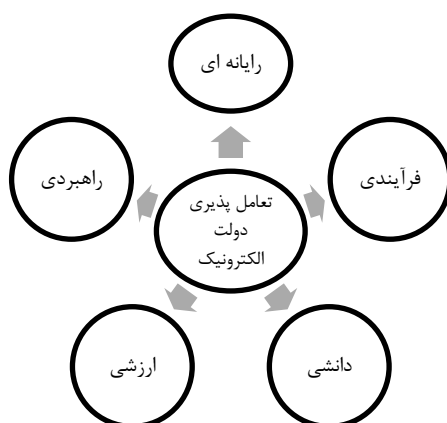 رایانه ای
فرآیندی
راهبردی
تعامل پذیری
دولت
الکترونیک
دانشی
ارزشی